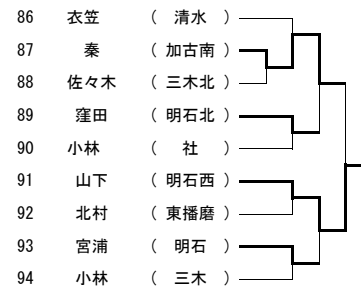 86 衣笠 ( 清水 )
87 秦 ( 加古南 )
88 佐々木 ( 三木北 )
89 窪田 ( 明石北 )
90 小林 ( 社 )
91 山下 ( 明石西 )
92 北村 ( 東播磨 )
93 宮浦 ( 明石 )
94 小林 ( 三木 )